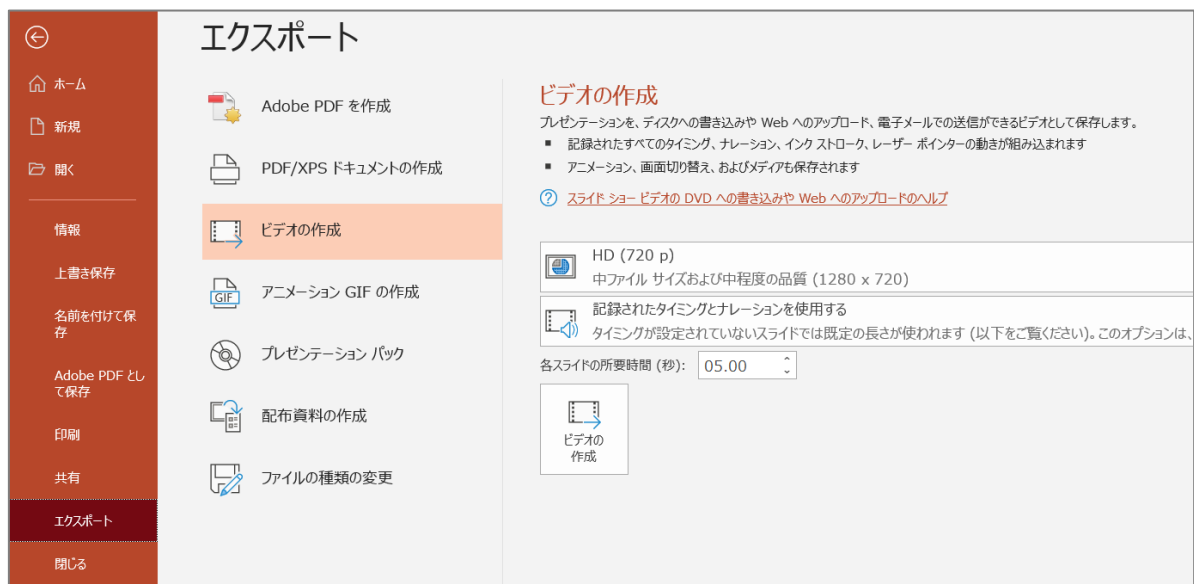 エクスポート
ホーム
新規
開く
情報
上書き保存
名前を付けて保
存
Adobe PDF とし
て保存
印刷
共有
エクスポート
閉じる
Adobe PDF を作成
PDF/XPS ドキュメントの作成
ビデオの作成
アニメーション GIF の作成
GIF
プレゼンテーション パック
配布資料の作成
ファイルの種類の変更
ビデオの作成
プレゼンテーションを、ディスクへの書き込みや Web へのアップロード、電子メールでの送信ができるビデオとして保存します。
■ 記録されたすべてのタイミング、ナレーション、インク ストローク、レーザー ポインターの動きが組み込まれます
■ アニメーション、画面切り替え、およびメディアも保存されます
? スライド ショー ビデオの DVD への書き込みや Web へのアップロードのヘルプ
HD (720 p)
中ファイル サイズおよび中程度の品質 (1280 x 720)
記録されたタイミングとナレーションを使用する
タイミングが設定されていないスライドでは既定の長さが使われます (以下をご覧ください)。このオプションは、
各スライドの所要時間 (秒): 05.00
ビデオの
作成